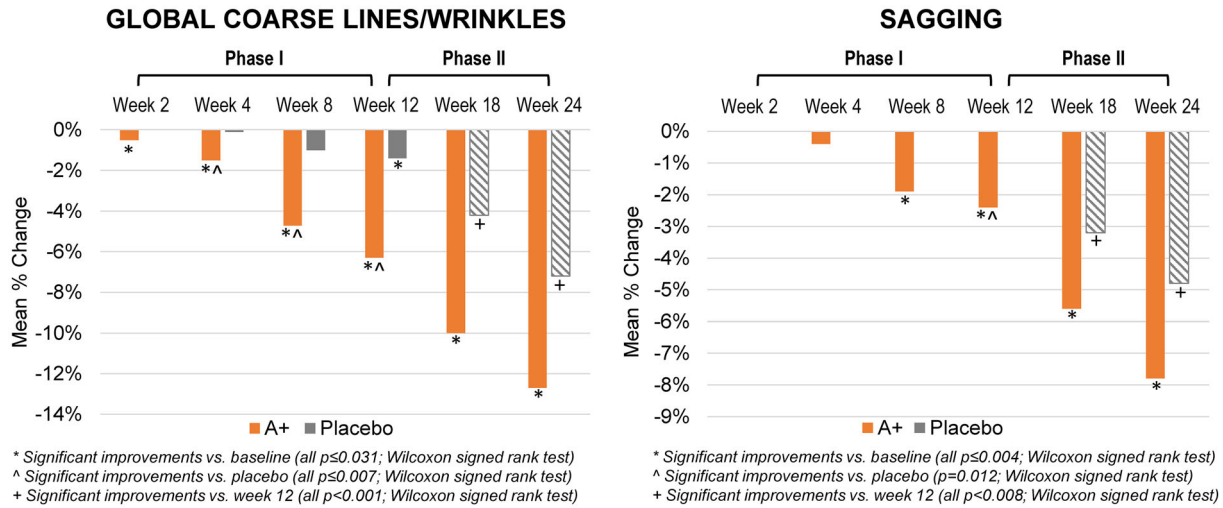 GLOBAL COARSE LINES/WRINKLES
Phase I Phase II
Week 2 Week 4 Week 8 Week 12 Week 18 Week 24
0%
-2%
-4%
-6%
-8%
-10%
-12%
-14%
Mean % Change
*
*^
*^
*^
*
*
+
*
+
A+ Placebo
* Significant improvements vs. baseline (all p≤0.031; Wilcoxon signed rank test)
^ Significant improvements vs. placebo (all p≤0.007; Wilcoxon signed rank test)
+ Significant improvements vs. week 12 (all p<0.001; Wilcoxon signed rank test)
SAGGING
Phase I Phase II
Week 2 Week 4 Week 8 Week 12 Week 18 Week 24
0%
-1%
-2%
-3%
-4%
-5%
-6%
-7%
-8%
-9%
Mean % Change
*
*^
*
+
*
+
A+ Placebo
* Significant improvements vs. baseline (all p≤0.004; Wilcoxon signed rank test)
^ Significant improvements vs. placebo (p=0.012; Wilcoxon signed rank test)
+ Significant improvements vs. week 12 (all p<0.008; Wilcoxon signed rank test)